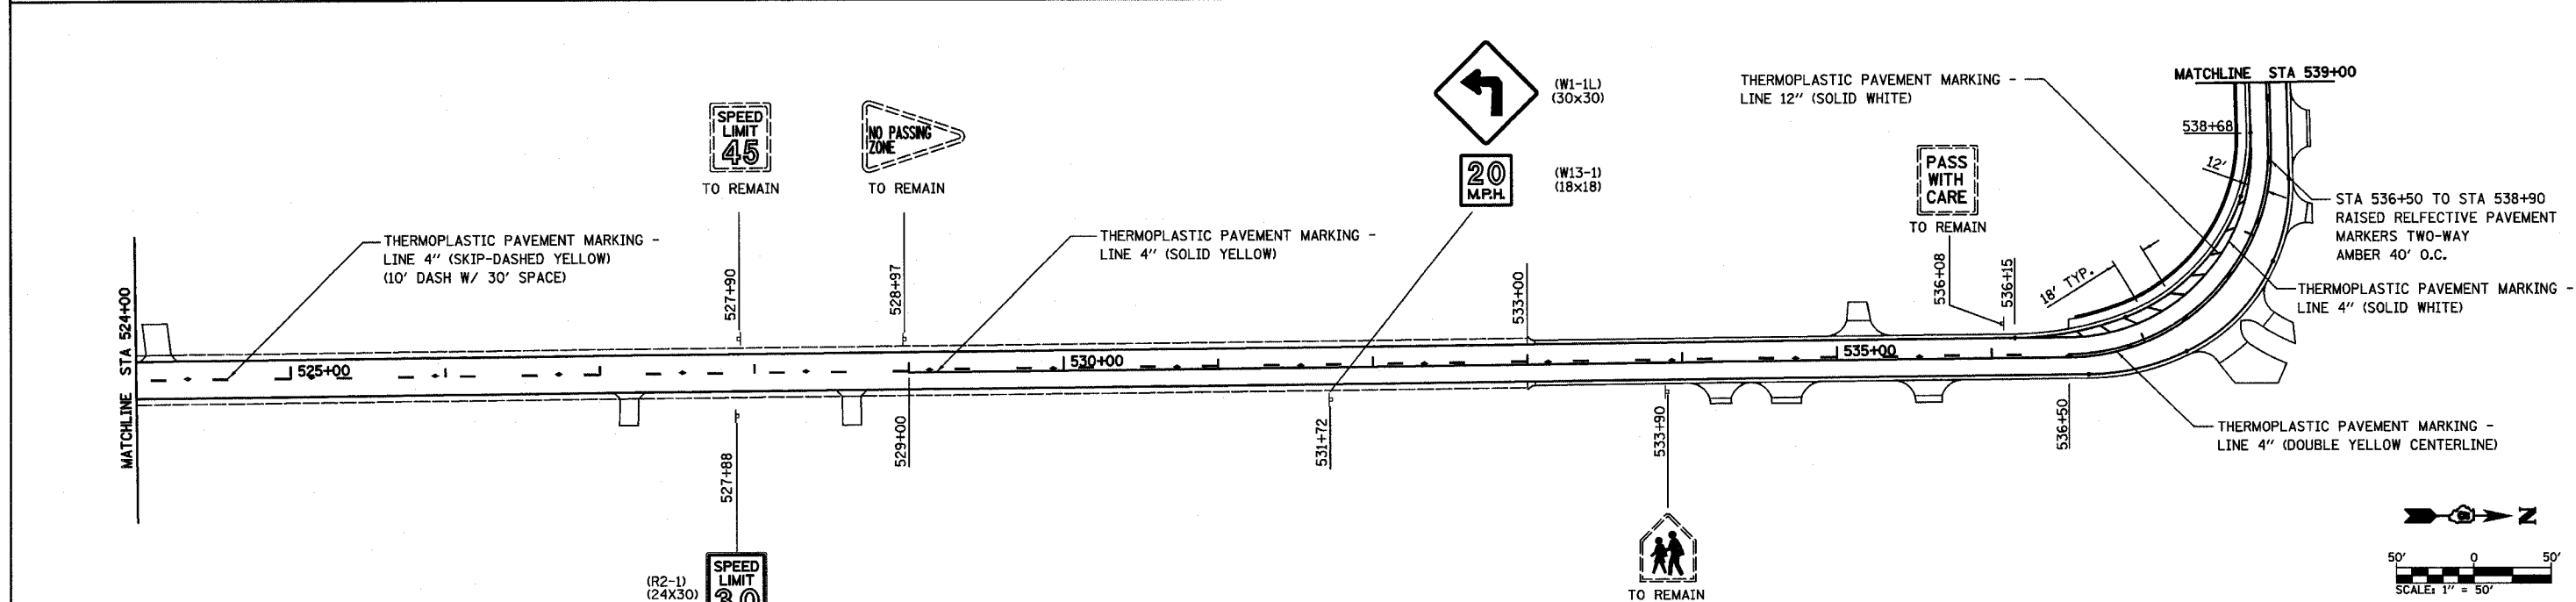 MATCHLINE STA 524+00
THERMOPLASTIC PAVEMENT MARKING -
LINE 4" (SKIP-DASHED YELLOW)
(10' DASH W/ 30' SPACE)
525+00
SPEED
LIMIT
45
TO REMAIN
527+90
NO PASSING
ZONE
TO REMAIN
528+97
527+88
(R2-1)
(24X30)
SPEED
LIMIT
30
529+00
THERMOPLASTIC PAVEMENT MARKING -
LINE 4" (SOLID YELLOW)
530+00
(W1-1L)
(30x30)
20
M.P.H.
(W13-1)
(18x18)
531+72
533+00
533+90
TO REMAIN
535+00
PASS
WITH
CARE
TO REMAIN
536+08
536+15
536+50
THERMOPLASTIC PAVEMENT MARKING -
LINE 12" (SOLID WHITE)
18' TYP.
12'
538+68
MATCHLINE STA 539+00
STA 536+50 TO STA 538+90
RAISED RELFECTIVE PAVEMENT
MARKERS TWO-WAY
AMBER 40' O.C.
THERMOPLASTIC PAVEMENT MARKING -
LINE 4" (SOLID WHITE)
THERMOPLASTIC PAVEMENT MARKING -
LINE 4" (DOUBLE YELLOW CENTERLINE)
N
50' 0 50'
SCALE: 1" = 50'